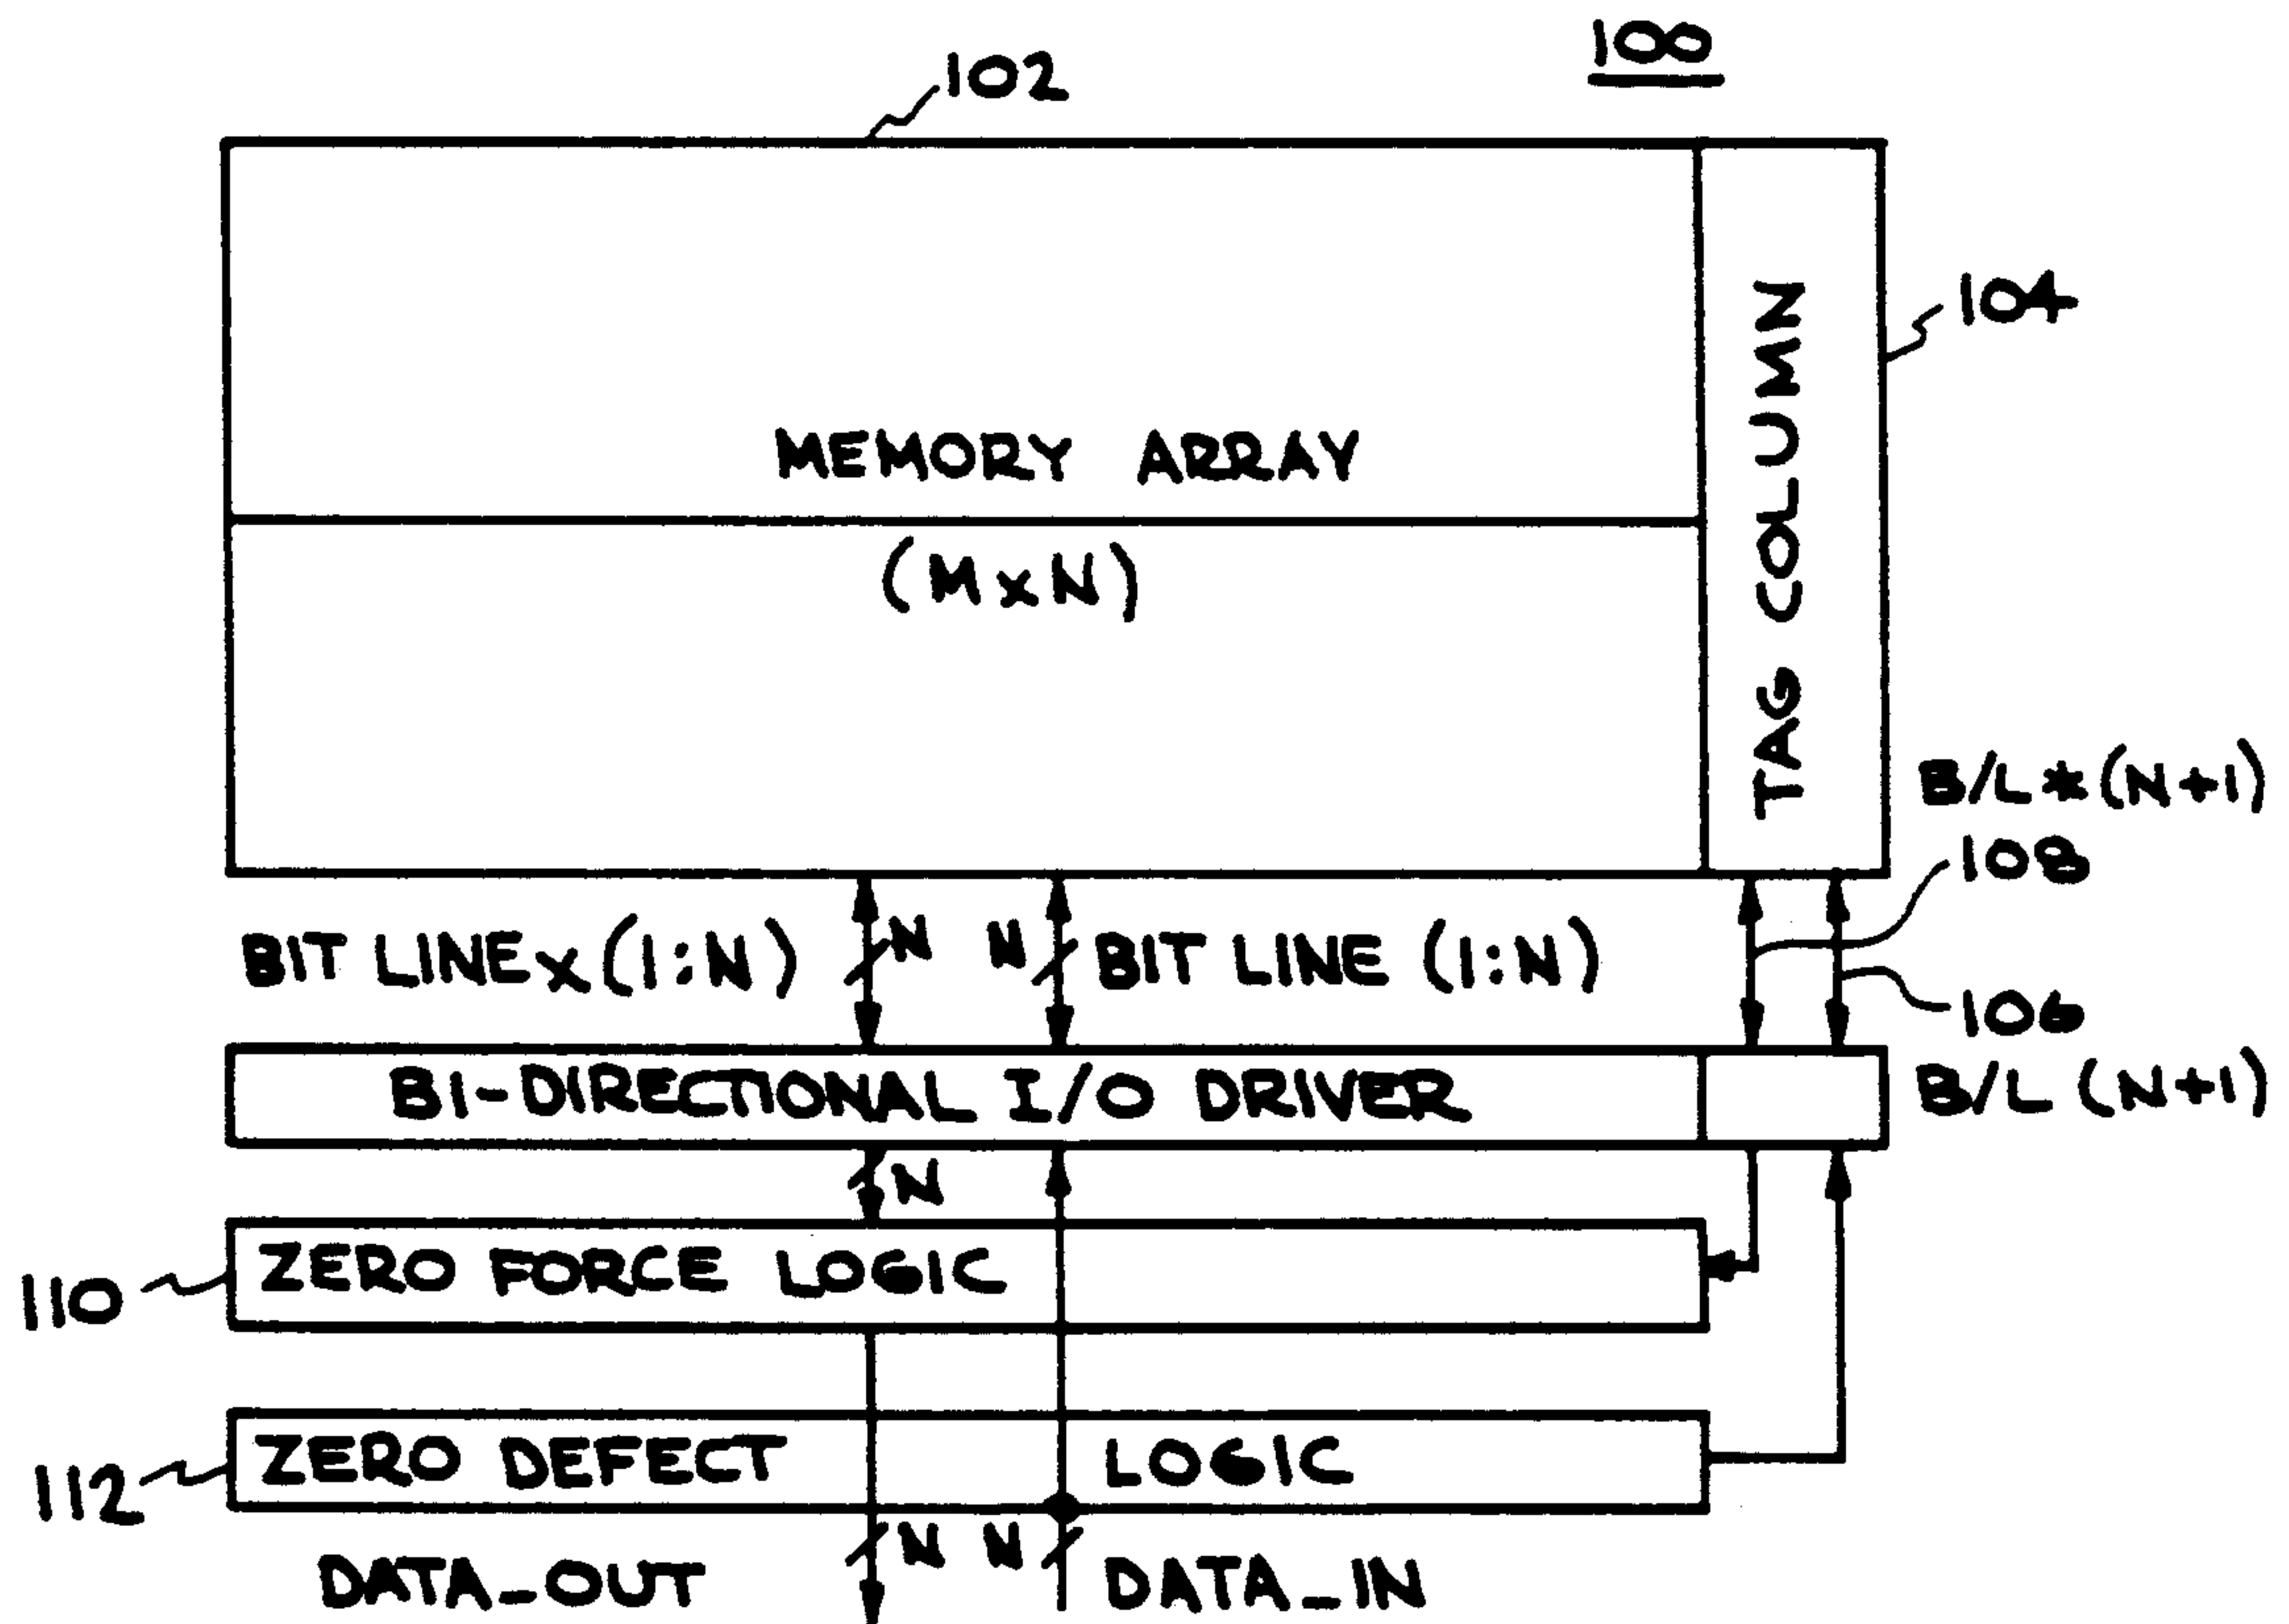 100
102
104
MEMORY ARRAY
(MxN)
TAG COLUMN
B/L*(N+1)
108
BIT LINEx(1:N) N N BIT LINE (1:N)
106
BI-DIRECTIONAL I/O DRIVER
B/L (N+1)
N
110 ZERO FORCE LOGIC
112 ZERO DEFECT LOGIC
DATA_OUT N N DATA_IN